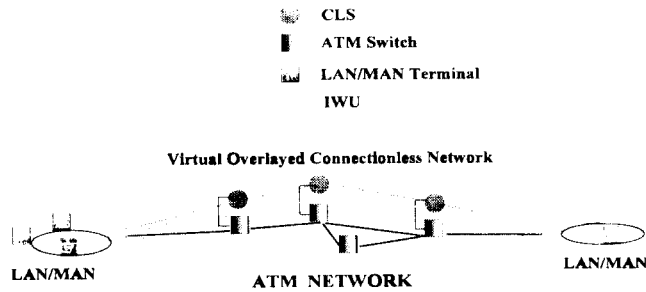 CLS
ATM Switch
LAN/MAN Terminal
IWU
Virtual Overlayed Connectionless Network
LAN/MAN
ATM NETWORK
LAN/MAN